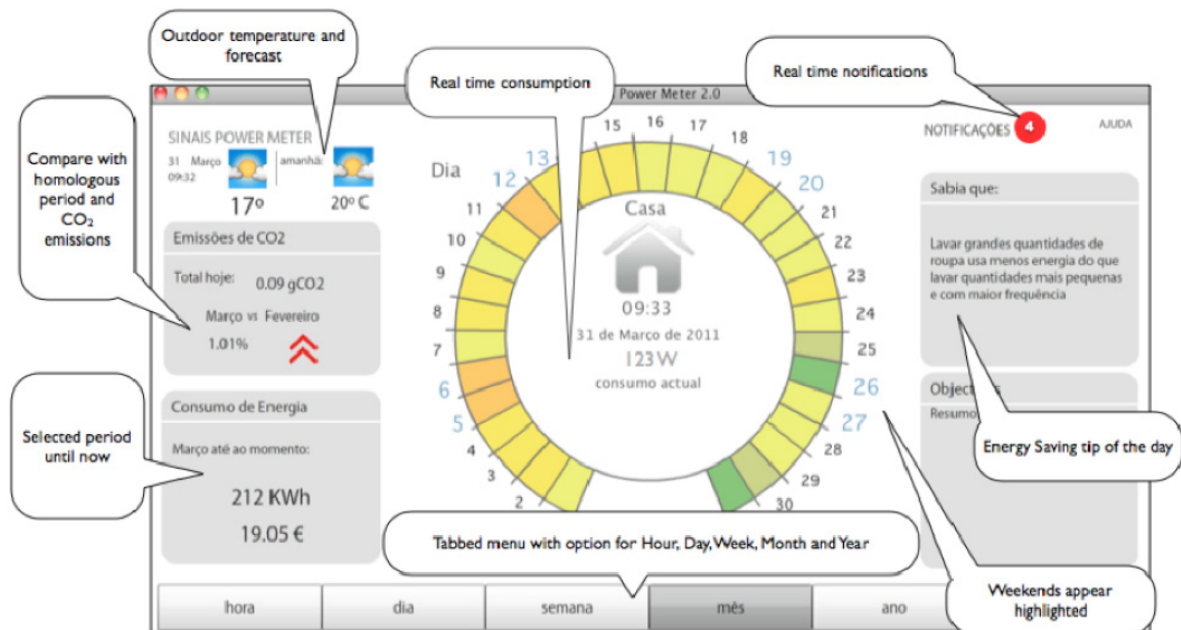 Outdoor temperature and
forecast
Real time consumption
Real time notifications
Power Meter 2.0
SINAIS POWER METER
31 Março
09:32
amanhã:
17º
20º C
NOTIFICAÇÕES 4
AJUDA
Compare with
homologous
period and
CO2
emissions
Emissões de CO2
Total hoje: 0.09 gCO2
Março vs Fevereiro
1.01%
Selected period
until now
Consumo de Energia
Março até ao momento:
212 KWh
19.05 €
Dia
2
3
4
5
6
7
8
9
10
11
12
13
15
16
17
18
19
20
21
22
23
24
25
26
27
28
29
30
Casa
09:33
31 de Março de 2011
123W
consumo actual
Sabia que:
Lavar grandes quantidades de
roupa usa menos energia do que
lavar quantidades mais pequenas
e com maior frequência
Resumo
Energy Saving tip of the day
Tabbed menu with option for Hour, Day, Week, Month and Year
Weekends appear
highlighted
hora
dia
semana
mês
ano